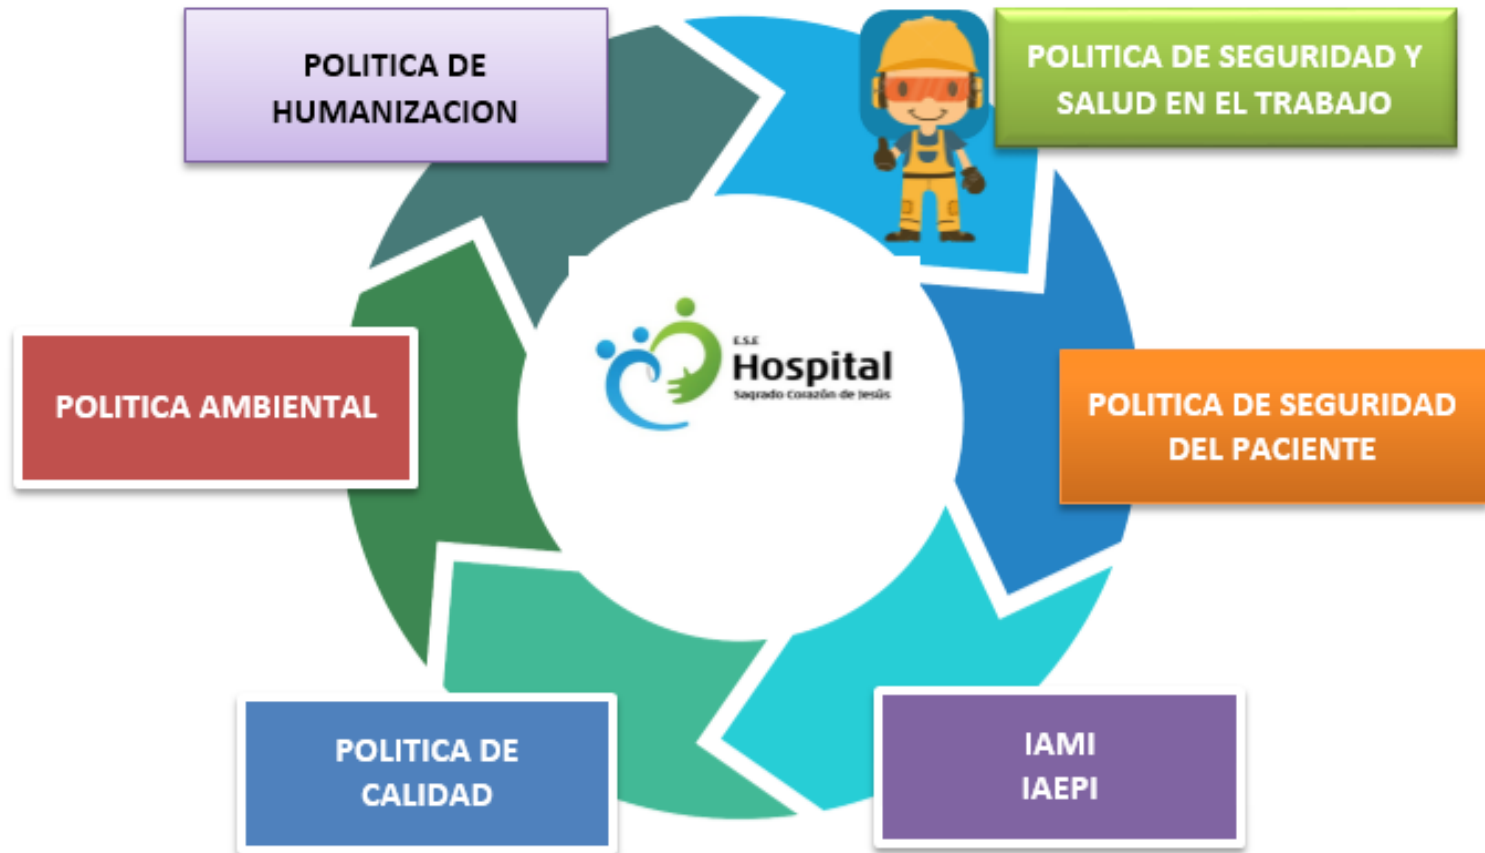 POLITICA DE
HUMANIZACION
POLITICA DE SEGURIDAD Y
SALUD EN EL TRABAJO
E.S.E
Hospital
Sagrado Corazón de Jesús
POLITICA AMBIENTAL
POLITICA DE SEGURIDAD
DEL PACIENTE
POLITICA DE
CALIDAD
IAMI
IAEPI